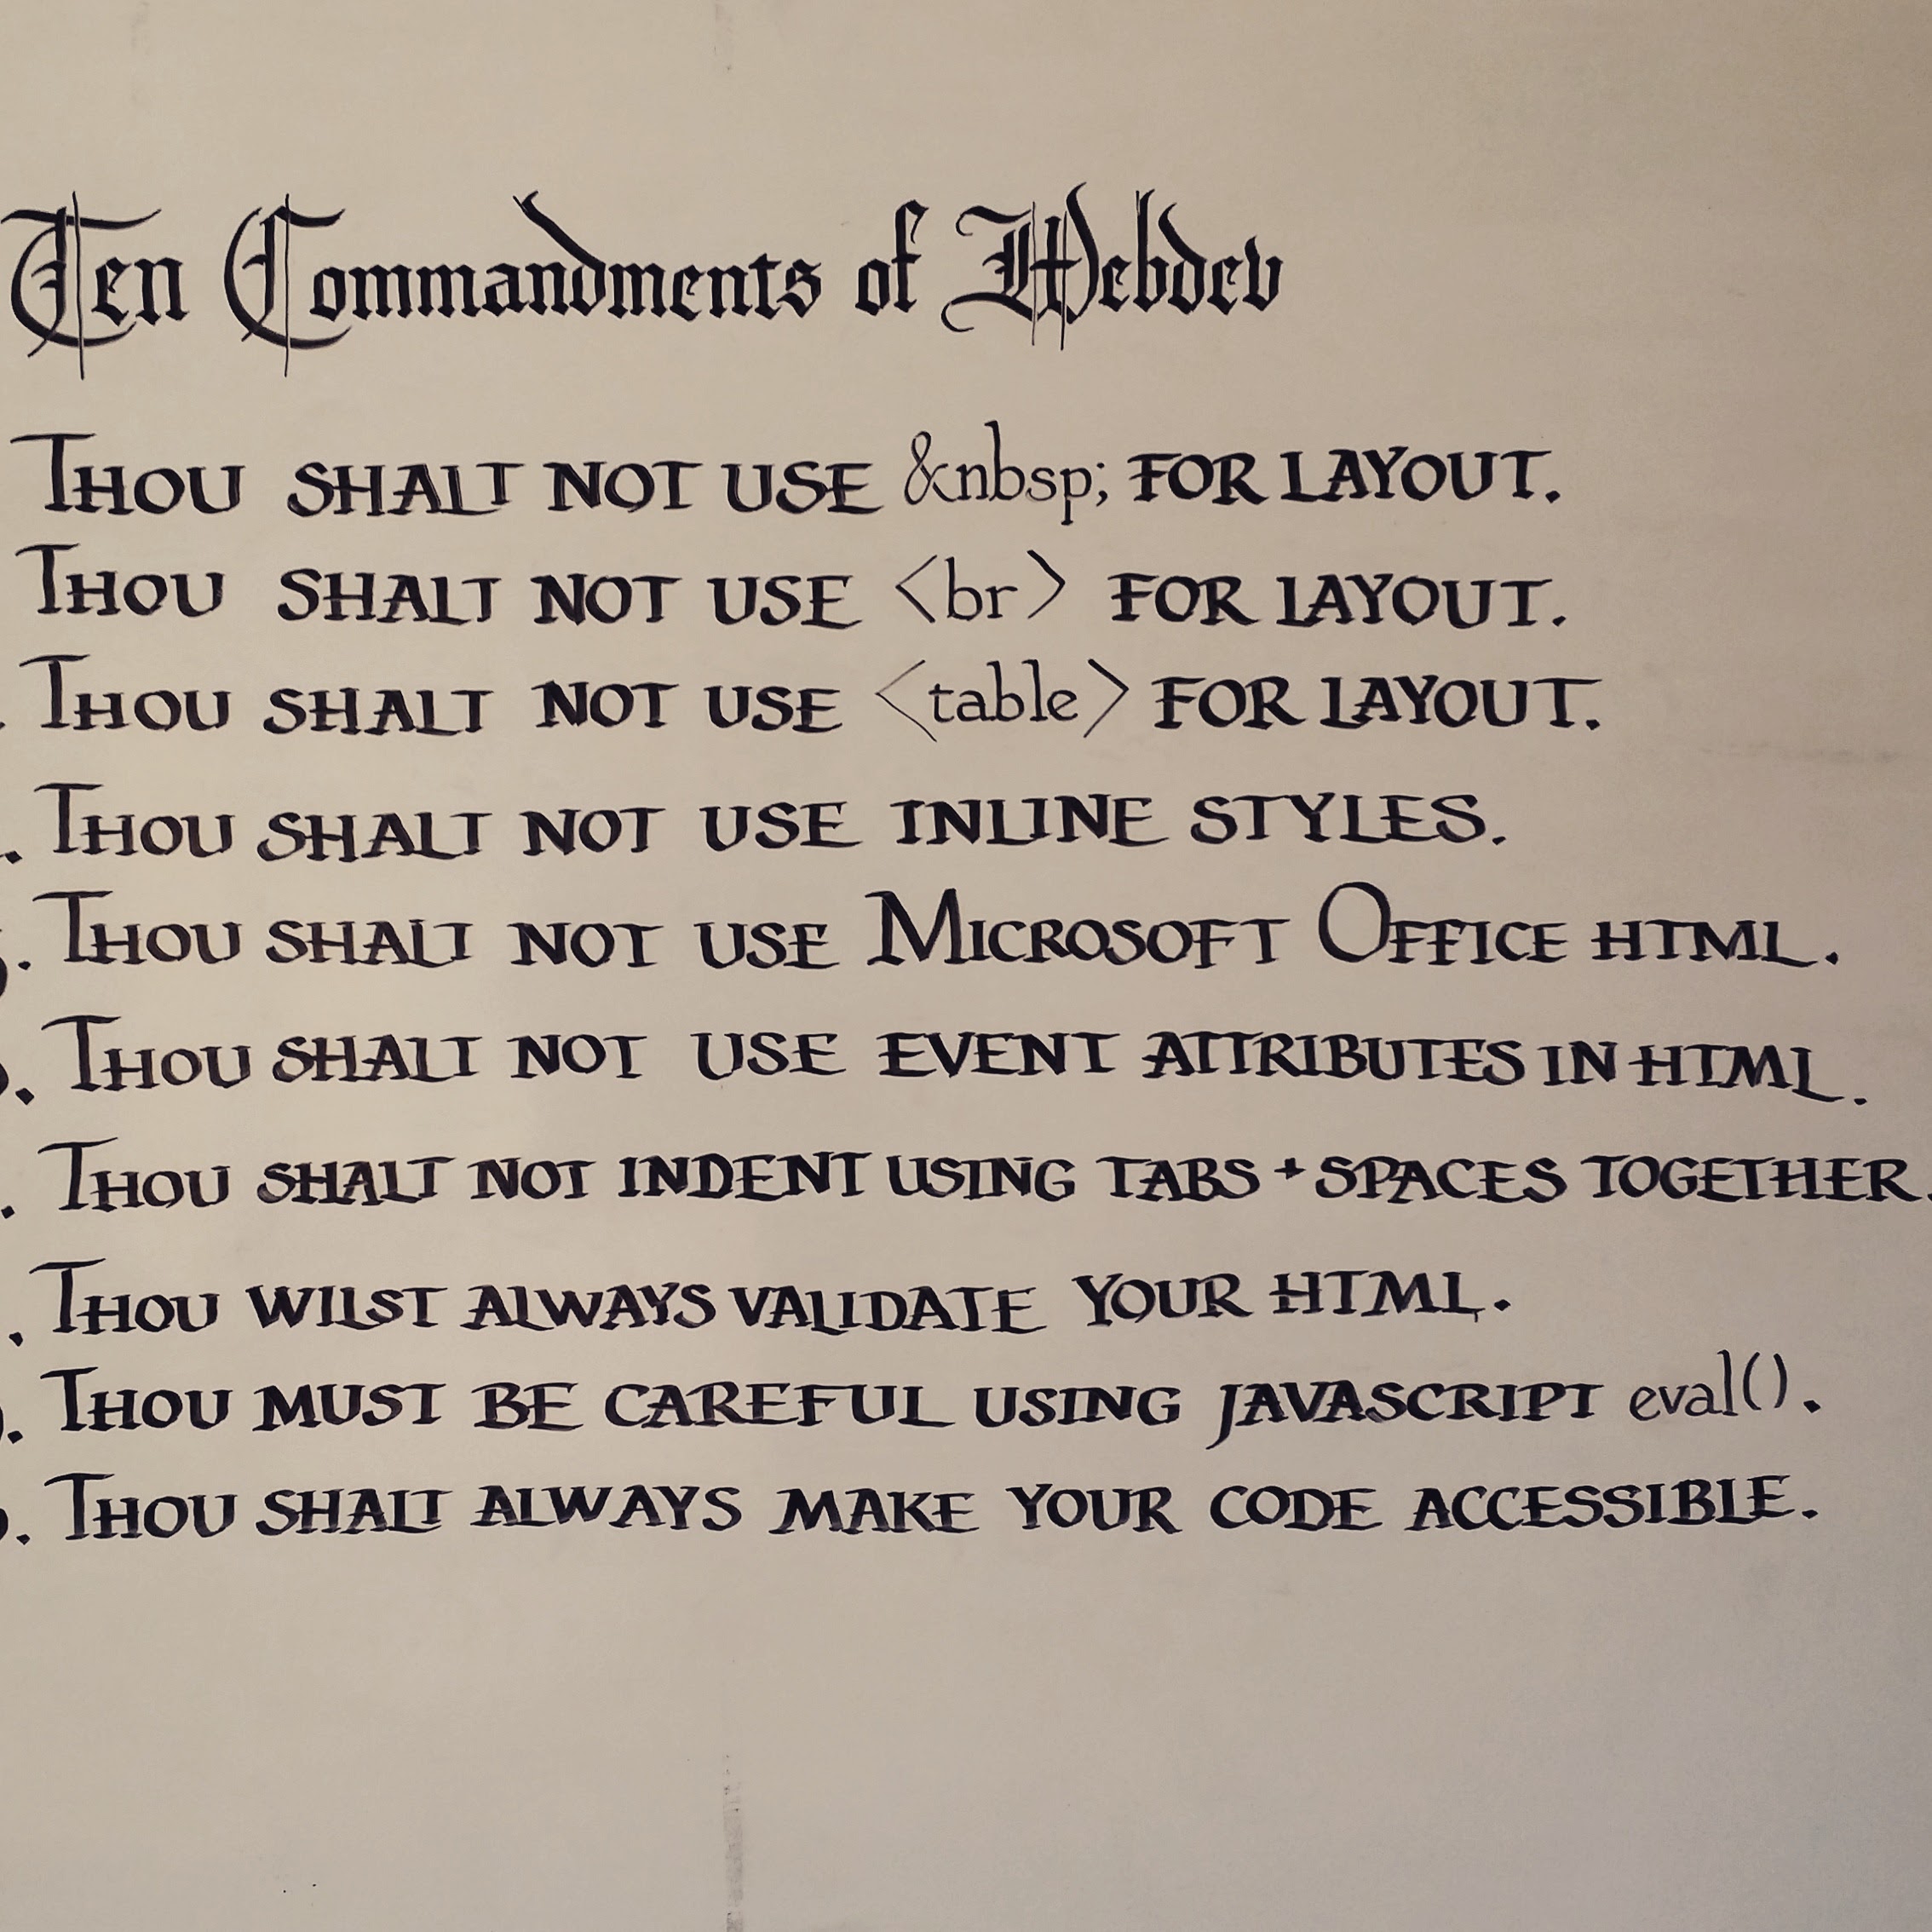 Ten Commandments of Webdev
Thou shalt not use &nbsp; for layout.
Thou shalt not use <br> for layout.
. Thou shalt not use <table> for layout.
. Thou shalt not use inline styles.
. Thou shalt not use Microsoft Office HTML.
. Thou shalt not use event attributes in HTML.
. Thou shalt not indent using tabs + spaces together.
. Thou wilst always validate your HTML.
. Thou must be careful using JavaScript eval().
. Thou shalt always make your code accessible.